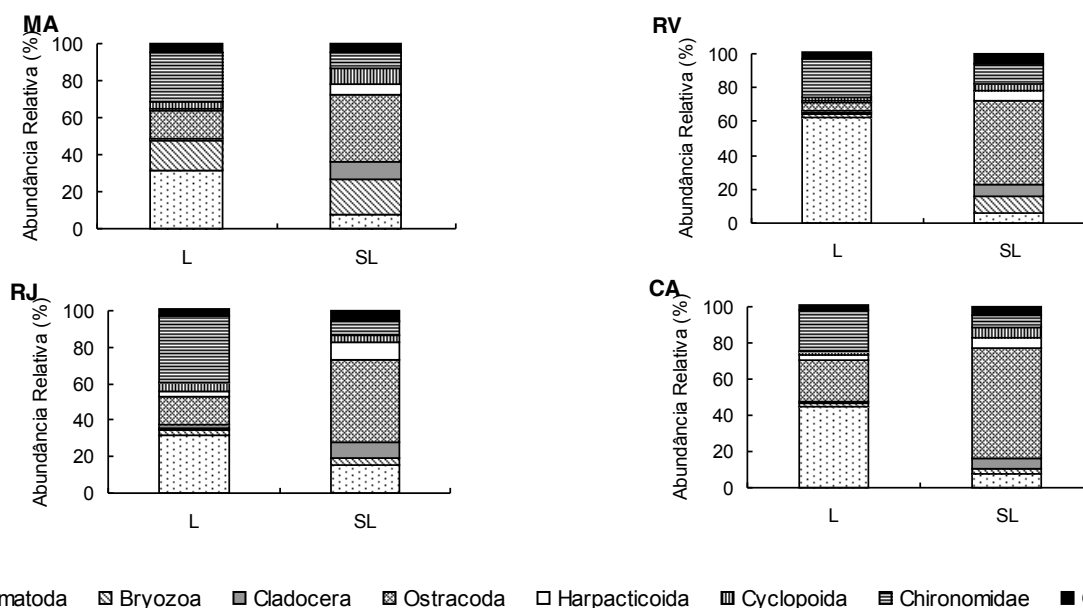 MA
Abundância Relativa (%)
100
80
60
40
20
0
L SL
RV
Abundância Relativa (%)
100
80
60
40
20
0
L SL
RJ
Abundância Relativa (%)
100
80
60
40
20
0
L SL
CA
Abundância Relativa (%)
100
80
60
40
20
0
L SL
matoda Bryozoa Cladocera Ostracoda Harpacticoida Cyclopoida Chironomidae